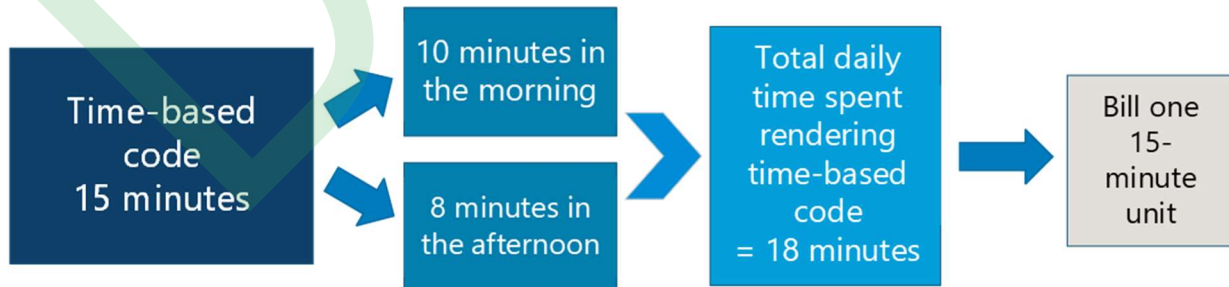 Time-based
code
15 minutes
10 minutes in
the morning
8 minutes in
the afternoon
Total daily
time spent
rendering
time-based
code
= 18 minutes
Bill one
15-
minute
unit